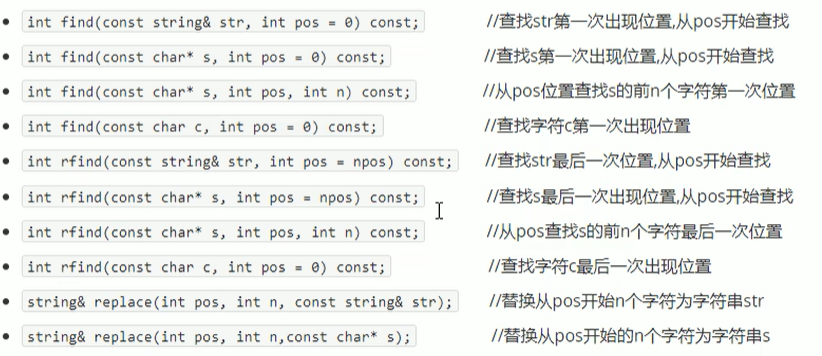 int find(const string& str, int pos = 0) const; //查找str第一次出现位置,从pos开始查找
int find(const char* s, int pos = 0) const; //查找s第一次出现位置,从pos开始查找
int find(const char* s, int pos, int n) const; //从pos位置查找s的前n个字符第一次位置
int find(const char c, int pos = 0) const; //查找字符c第一次出现位置
int rfind(const string& str, int pos = npos) const; //查找str最后一次位置,从pos开始查找
int rfind(const char* s, int pos = npos) const; //查找s最后一次出现位置,从pos开始查找
int rfind(const char* s, int pos, int n) const; //从pos查找s的前n个字符最后一次位置
int rfind(const char c, int pos = 0) const; //查找字符c最后一次出现位置
string& replace(int pos, int n, const string& str); //替换从pos开始n个字符为字符串str
string& replace(int pos, int n,const char* s); //替换从pos开始的n个字符为字符串s